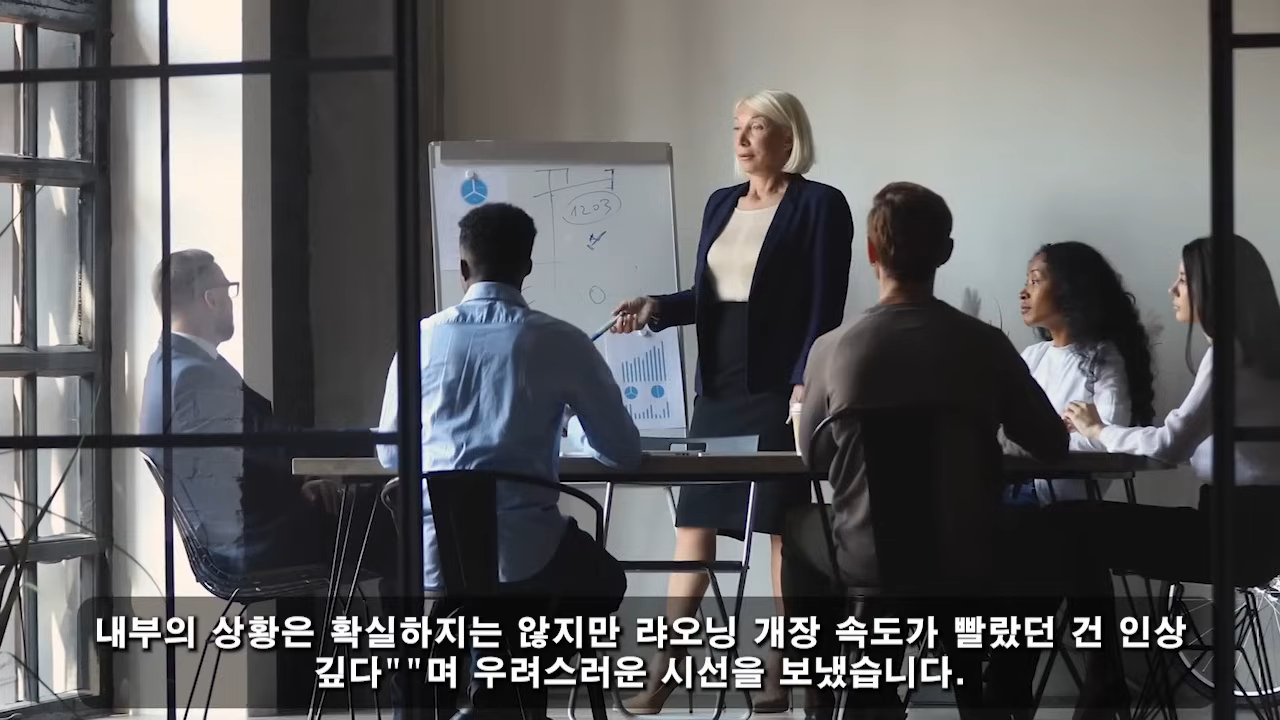 1203
내부의 상황은 확실하지는 않지만 랴오닝 개장 속도가 빨랐던 건 인상
깊다""며 우려스러운 시선을 보냈습니다.